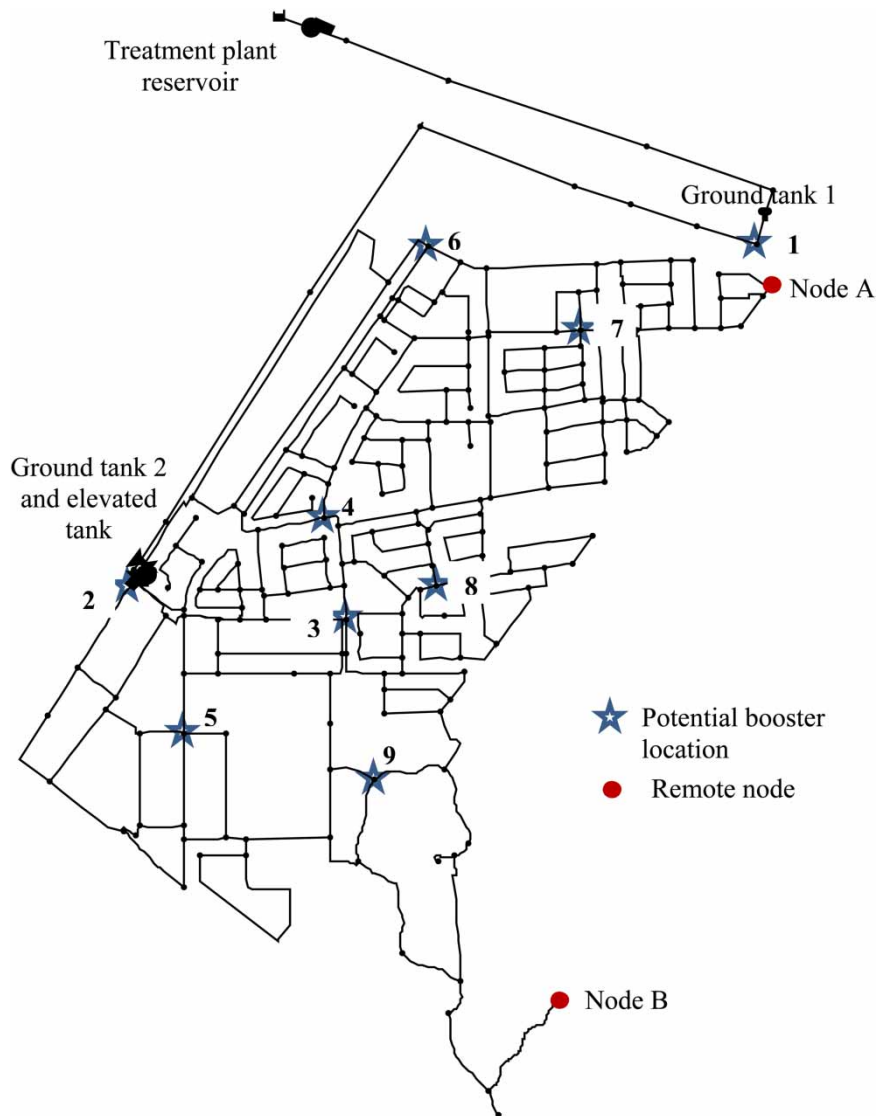 Treatment plant
reservoir
Ground tank 1
1
6
Node A
7
Ground tank 2
and elevated
tank
4
2
8
3
5
Potential booster
location
9
Remote node
Node B